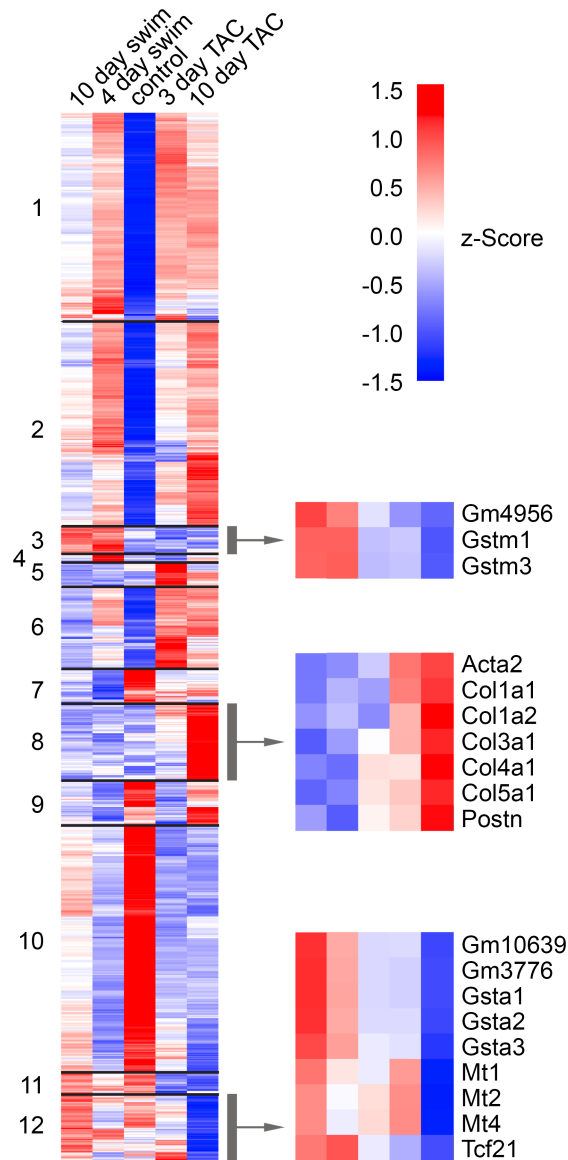 10 day swim
4 day swim
control
3 day TAC
10 day TAC
1.5
1.0
0.5
0.0
-0.5
-1.0
-1.5
z-Score
1
2
3
4
5
6
7
8
9
10
11
12
Gm4956
Gstm1
Gstm3
Acta2
Col1a1
Col1a2
Col3a1
Col4a1
Col5a1
Postn
Gm10639
Gm3776
Gsta1
Gsta2
Gsta3
Mt1
Mt2
Mt4
Tcf21